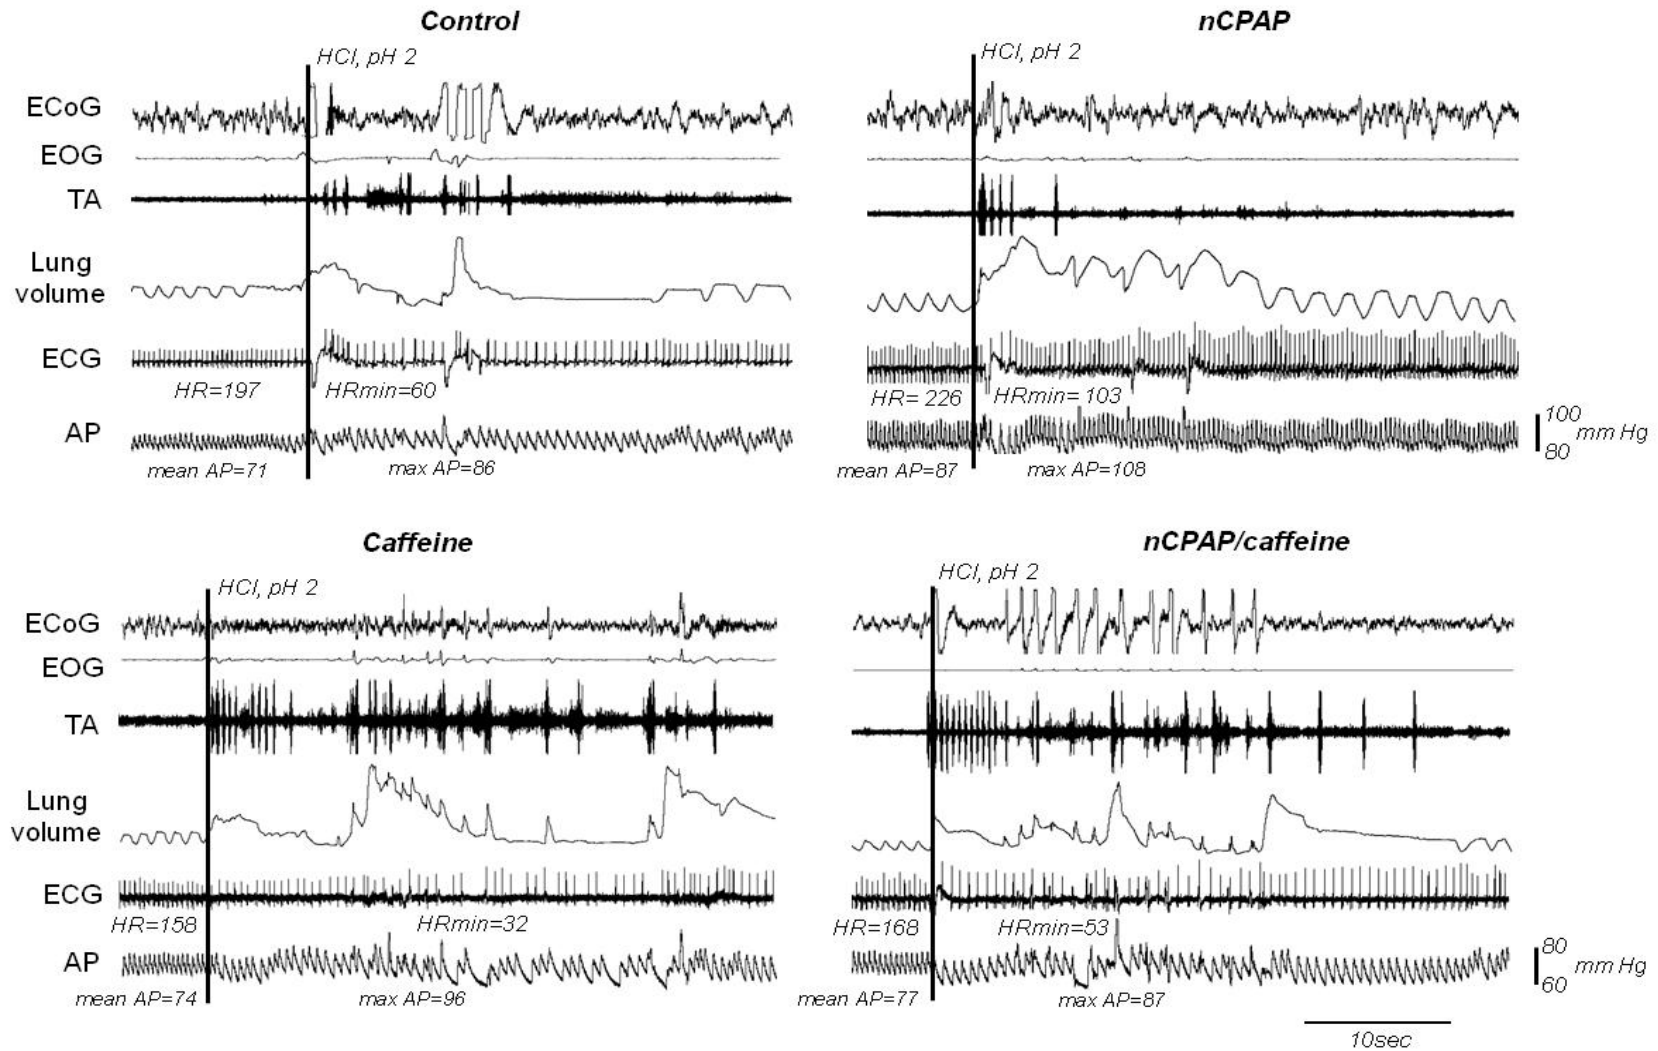 Control
nCPAP
HCl, pH 2
HCl, pH 2
ECoG
EOG
TA
Lung
volume
ECG
HR=197
HRmin=60
HR= 226
HRmin= 103
AP
100
mm Hg
80
mean AP=71
max AP=86
mean AP=87
max AP=108
Caffeine
nCPAP/caffeine
HCl, pH 2
HCl, pH 2
ECoG
EOG
TA
Lung
volume
ECG
HR=158
HRmin=32
HR=168
HRmin=53
AP
80
mm Hg
60
mean AP=74
max AP=96
mean AP=77
max AP=87
10sec